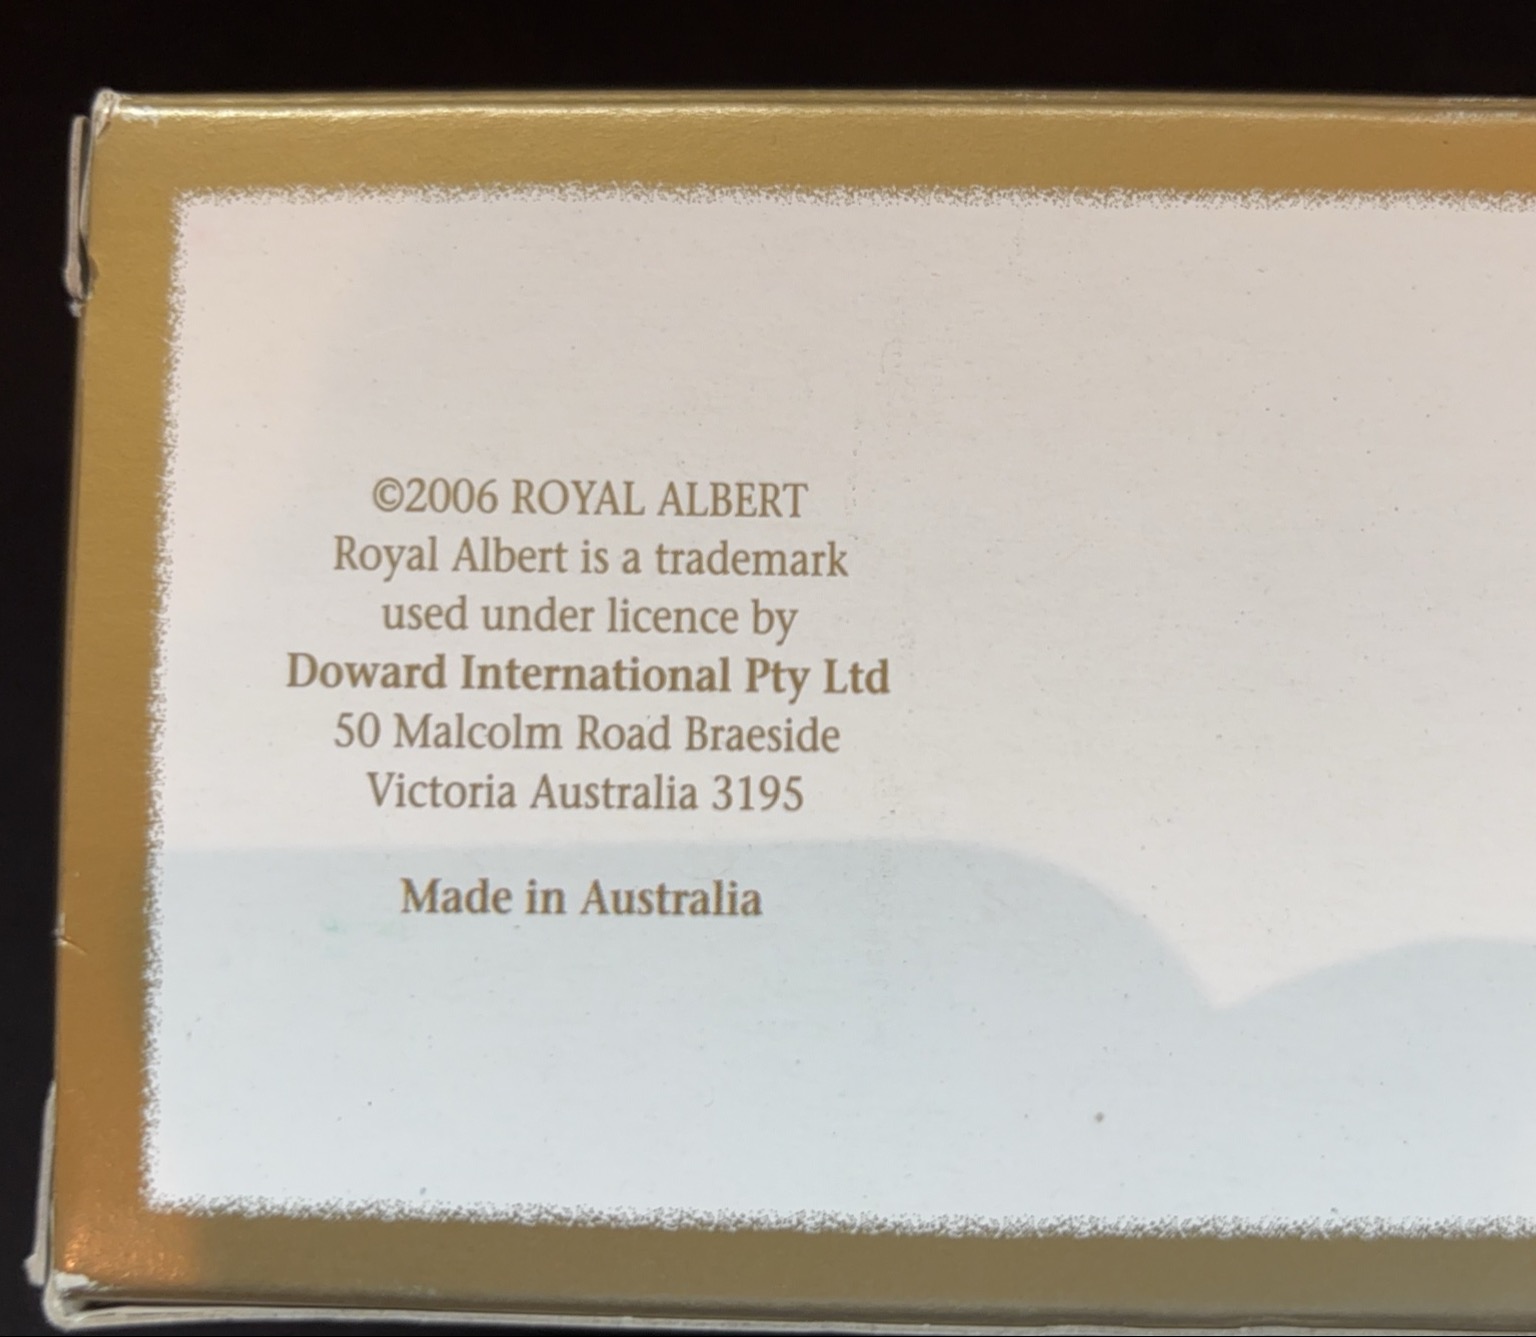 ©2006 ROYAL ALBERT
Royal Albert is a trademark
used under licence by
Doward International Pty Ltd
50 Malcolm Road Braeside
Victoria Australia 3195
Made in Australia